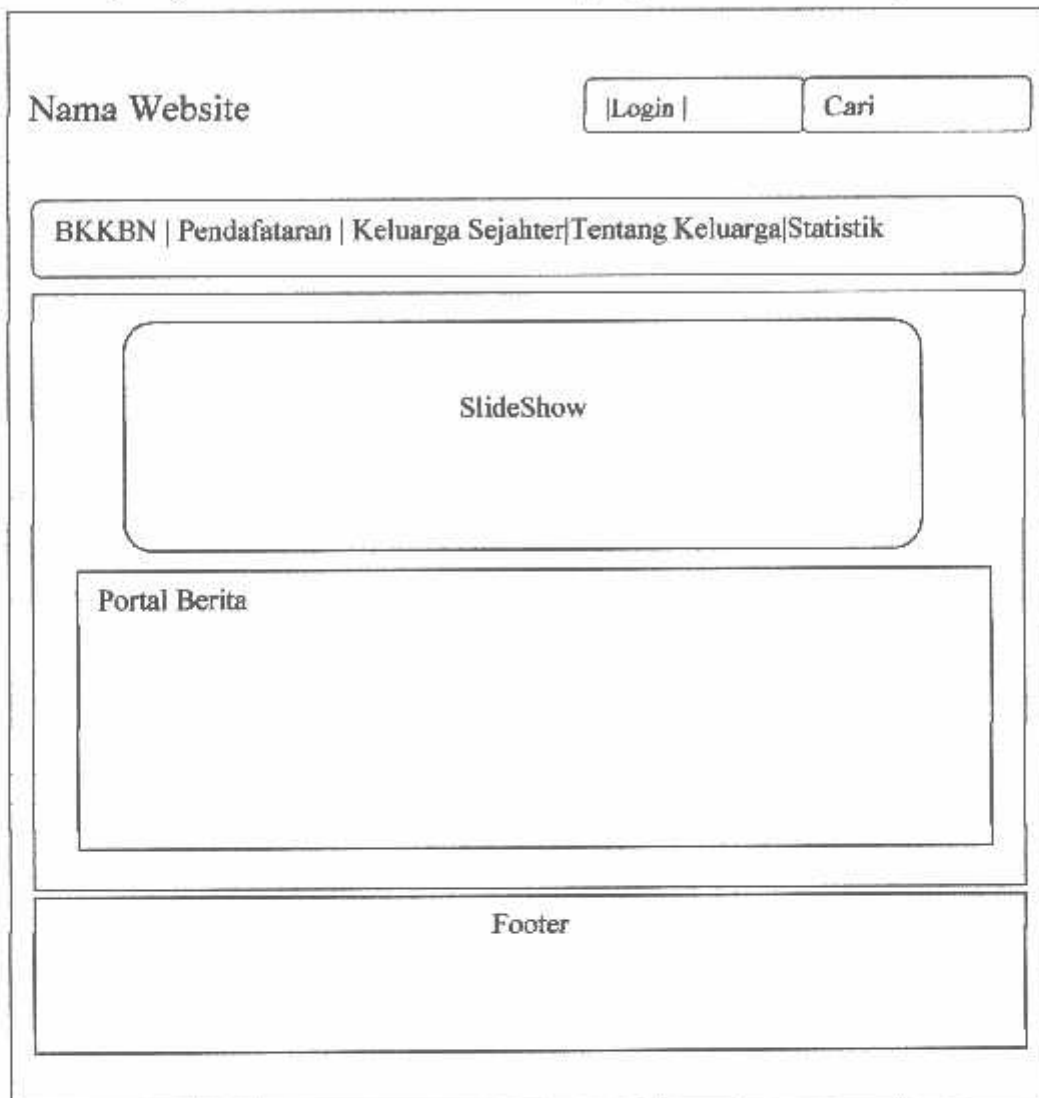 Nama Website
|Login |
Cari
BKKBN | Pendafataran | Keluarga Sejahter|Tentang Keluarga|Statistik
SlideShow
Portal Berita
Footer